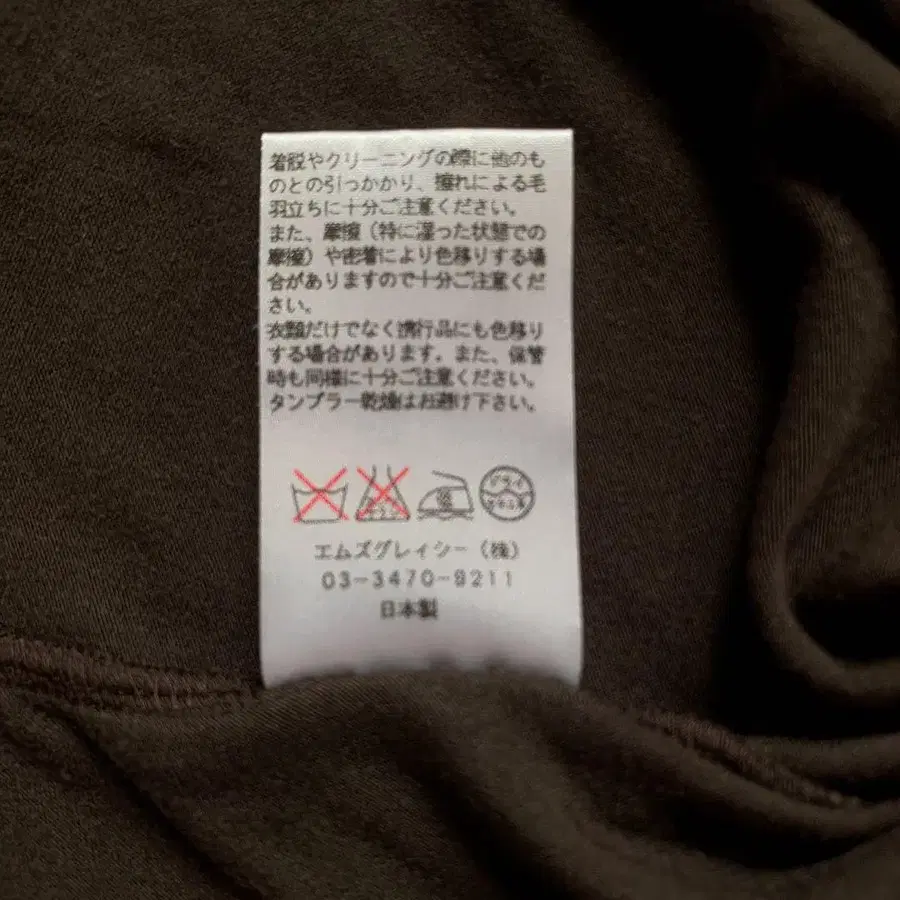 着脱やクリーニングの際に他のも
のとの引っかかり、擦れによる毛
羽立ちに十分ご注意ください。
また、摩擦（特に湿った状態での
摩擦）や密着により色移りする場
合がありますので十分ご注意くだ
さい。
衣類だけでなく携行品にも色移り
する場合があります。また、保管
時も同様に十分ご注意ください。
タンブラー乾燥はお避け下さい。
エムズグレイシー（株）
03-3470-9211
日本製